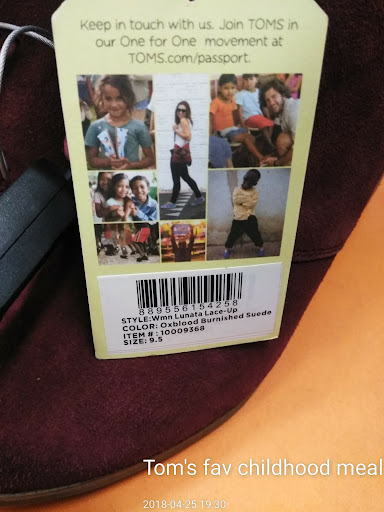 Keep in touch with us. Join TOMS in
our One for One movement at
TOMS.com/passport.
889556154258
STYLE:Wmn Lunata Lace-Up
COLOR: Oxblood Burnished Suede
ITEM # : 10009368
SIZE: 9.5
Tom's fav childhood meal
2018-04-25 19:30